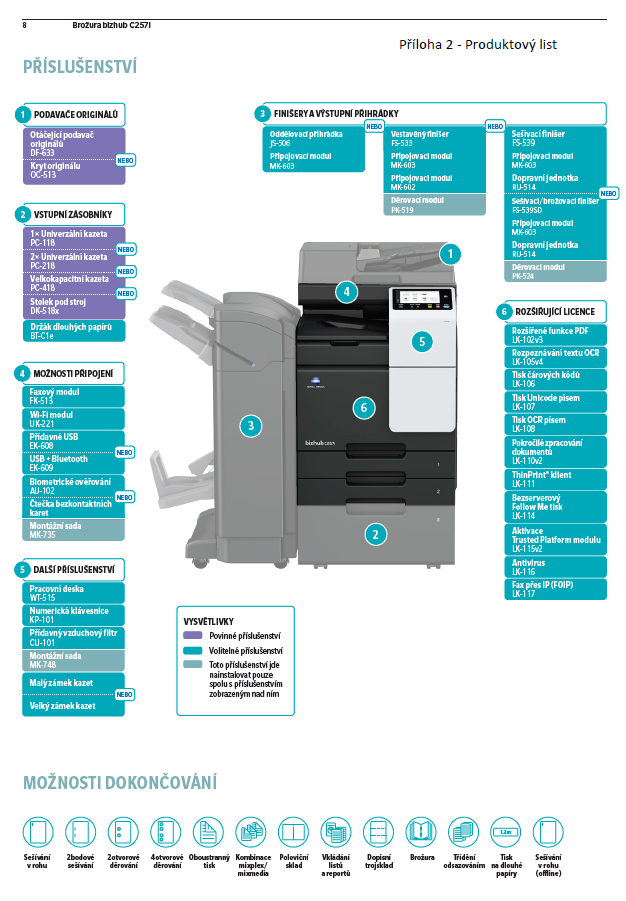 8
Brožura bizhub C257I
Příloha 2 - Produktový list
PŘÍSLUŠENSTVÍ
1 PODAVAČE ORIGINÁLŮ
Otáčející podavač
originálů
DF-633
NEBO
Kryt originálu
OC-513
2 VSTUPNÍ ZÁSOBNÍKY
1× Univerzální kazeta
PC-118
NEBO
2× Univerzální kazeta
PC-218
NEBO
Velkokapacitní kazeta
PC-418
NEBO
Stolek pod stroj
DK-518x
Držák dlouhých papírů
BT-C1e
4 MOŽNOSTI PŘIPOJENÍ
Faxový modul
FK-513
Wi-Fi modul
UK-221
Přídavné USB
EK-608
NEBO
USB + Bluetooth
EK-609
Biometrické ověřování
AU-102
NEBO
Čtečka bezkontaktních
karet
Montážní sada
MK-735
5 DALŠÍ PŘÍSLUŠENSTVÍ
Pracovní deska
WT-515
Numerická klávesnice
KP-101
Přídavný vzduchový filtr
CU-101
Montážní sada
MK-748
Malý zámek kazet
NEBO
Velký zámek kazet
3 FINIŠERY A VÝSTUPNÍ PŘIHRÁDKY
Oddělovací přihrádka
JS-506
Připojovací modul
MK-603
NEBO
Vestavěný finišer
FS-533
Připojovací modul
MK-603
Připojovací modul
MK-602
Děrovací modul
PK-519
NEBO
Sešívací finišer
FS-539
Připojovací modul
MK-603
Dopravní jednotka
RU-514
NEBO
Sešívací/brožovací finišer
FS-539SD
Připojovací modul
MK-603
Dopravní jednotka
RU-514
Děrovací modul
PK-524
6 ROZŠIŘUJÍCÍ LICENCE
Rozšířené funkce PDF
LK-102v3
Rozpoznávání textu OCR
LK-105v4
Tisk čárových kódů
LK-106
Tisk Unicode písem
LK-107
Tisk OCR písem
LK-108
Pokročilé zpracování
dokumentů
LK-110v2
ThinPrint® klient
LK-111
Bezserverový
Follow Me tisk
LK-114
Aktivace
Trusted Platform modulu
LK-115v2
Antivirus
LK-116
Fax přes IP (FOIP)
LK-117
1
4
5
6
3
2
KONICA MINOLTA
bizhub C257i
1
2
3
VYSVĚTLIVKY
Povinné příslušenství
Volitelné příslušenství
Toto příslušenství jde
nainstalovat pouze
spolu s příslušenstvím
zobrazeným nad ním
MOŽNOSTI DOKONČOVÁNÍ
1.2 m
Sešívání
v rohu
2bodové
sešívání
2otvorové
děrování
4otvorové
děrování
Oboustranný
tisk
Kombinace
mixplex/
mixmedia
Poloviční
sklad
Vkládání
listů
a reportů
Dopisní
trojsklad
Brožura
Třídění
odsazováním
Tisk
na dlouhé
papíry
Sešívání
v rohu
(offline)